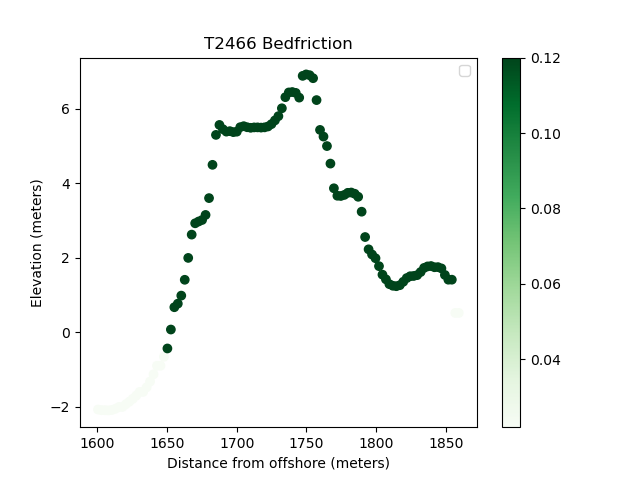 T2466 Bedfriction
Elevation (meters)
6
4
2
0
−2
1600 1650 1700 1750 1800 1850
Distance from offshore (meters)
0.12
0.10
0.08
0.06
0.04